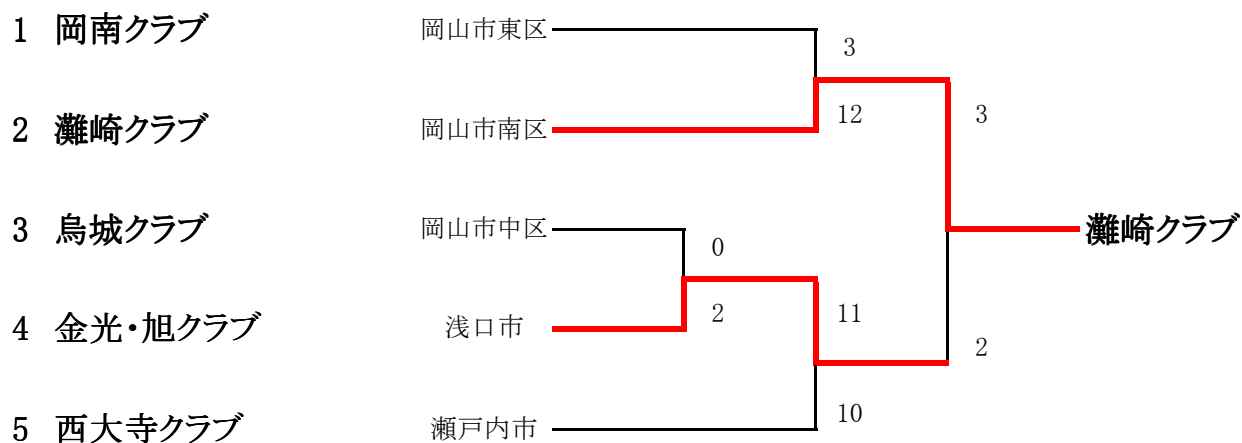 1 岡南クラブ 岡山市東区
3
2 灘崎クラブ 岡山市南区
12
3
3 烏城クラブ 岡山市中区
0
灘崎クラブ
4 金光・旭クラブ 浅口市
2
11
2
5 西大寺クラブ 瀬戸内市
10